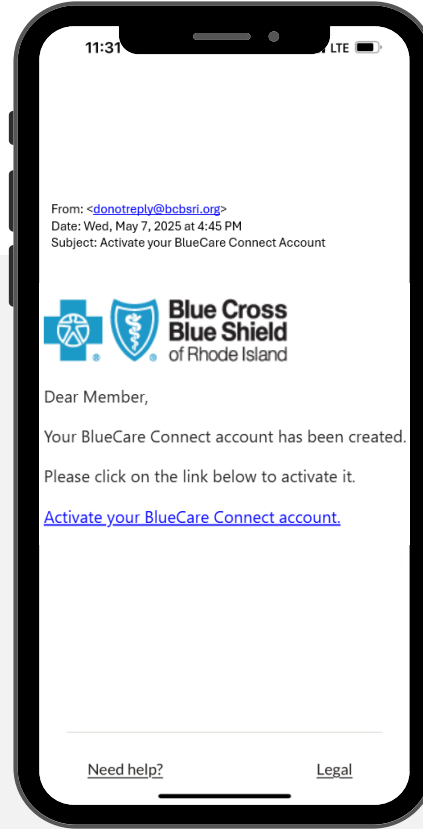 11:31 LTE
From: <donotreply@bcbsri.org>
Date: Wed, May 7, 2025 at 4:45 PM
Subject: Activate your BlueCare Connect Account
Blue Cross
Blue Shield
of Rhode Island
Dear Member,
Your BlueCare Connect account has been created.
Please click on the link below to activate it.
Activate your BlueCare Connect account.
Need help? Legal